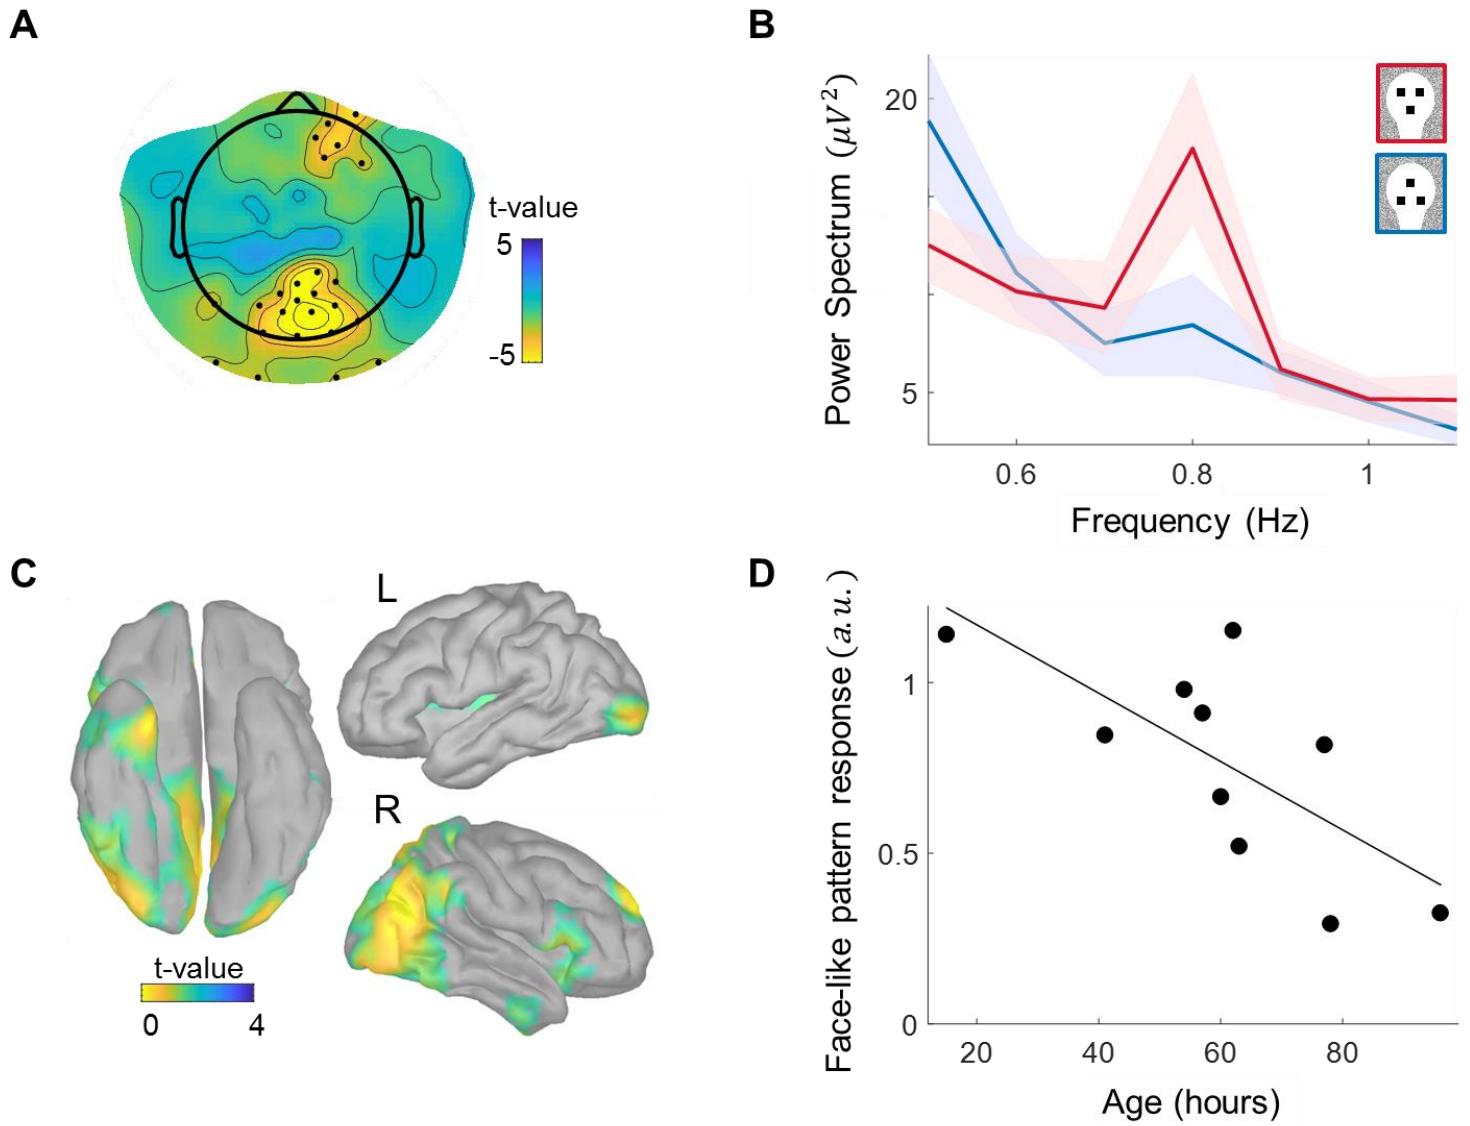 A
t-value
5
-5
B
Power Spectrum (μV²)
20
5
0.6
0.8
1
Frequency (Hz)
C
L
R
t-value
0
4
D
Face-like pattern response (a.u.)
1
0.5
0
20
40
60
80
Age (hours)